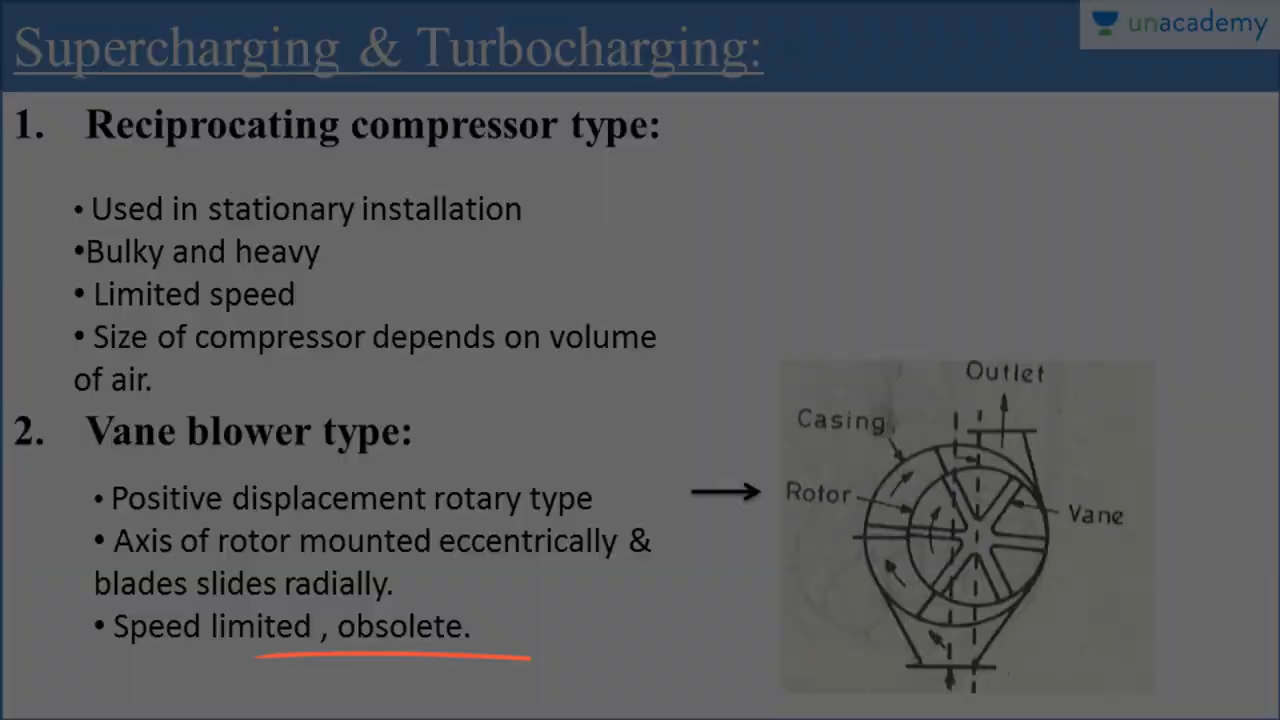 Supercharging & Turbocharging:
unacademy
1. Reciprocating compressor type:
• Used in stationary installation
•Bulky and heavy
• Limited speed
• Size of compressor depends on volume
of air.
2. Vane blower type:
• Positive displacement rotary type
• Axis of rotor mounted eccentrically &
blades slides radially.
• Speed limited , obsolete.
Outlet
Casing
Rotor
Vane